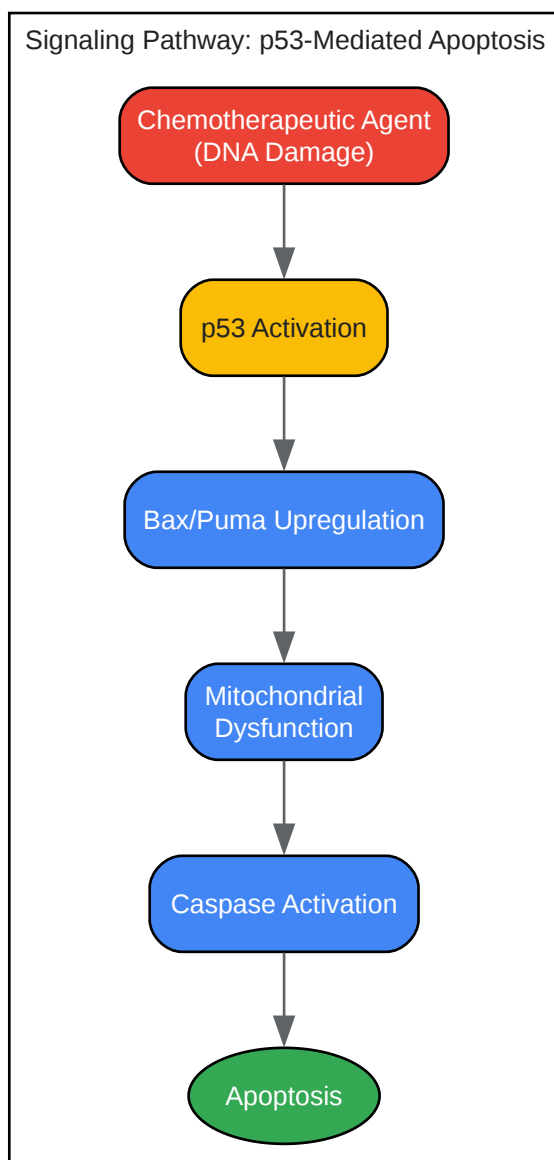 Signaling Pathway: p53-Mediated Apoptosis
Chemotherapeutic Agent
(DNA Damage)
p53 Activation
Bax/Puma Upregulation
Mitochondrial
Dysfunction
Caspase Activation
Apoptosis